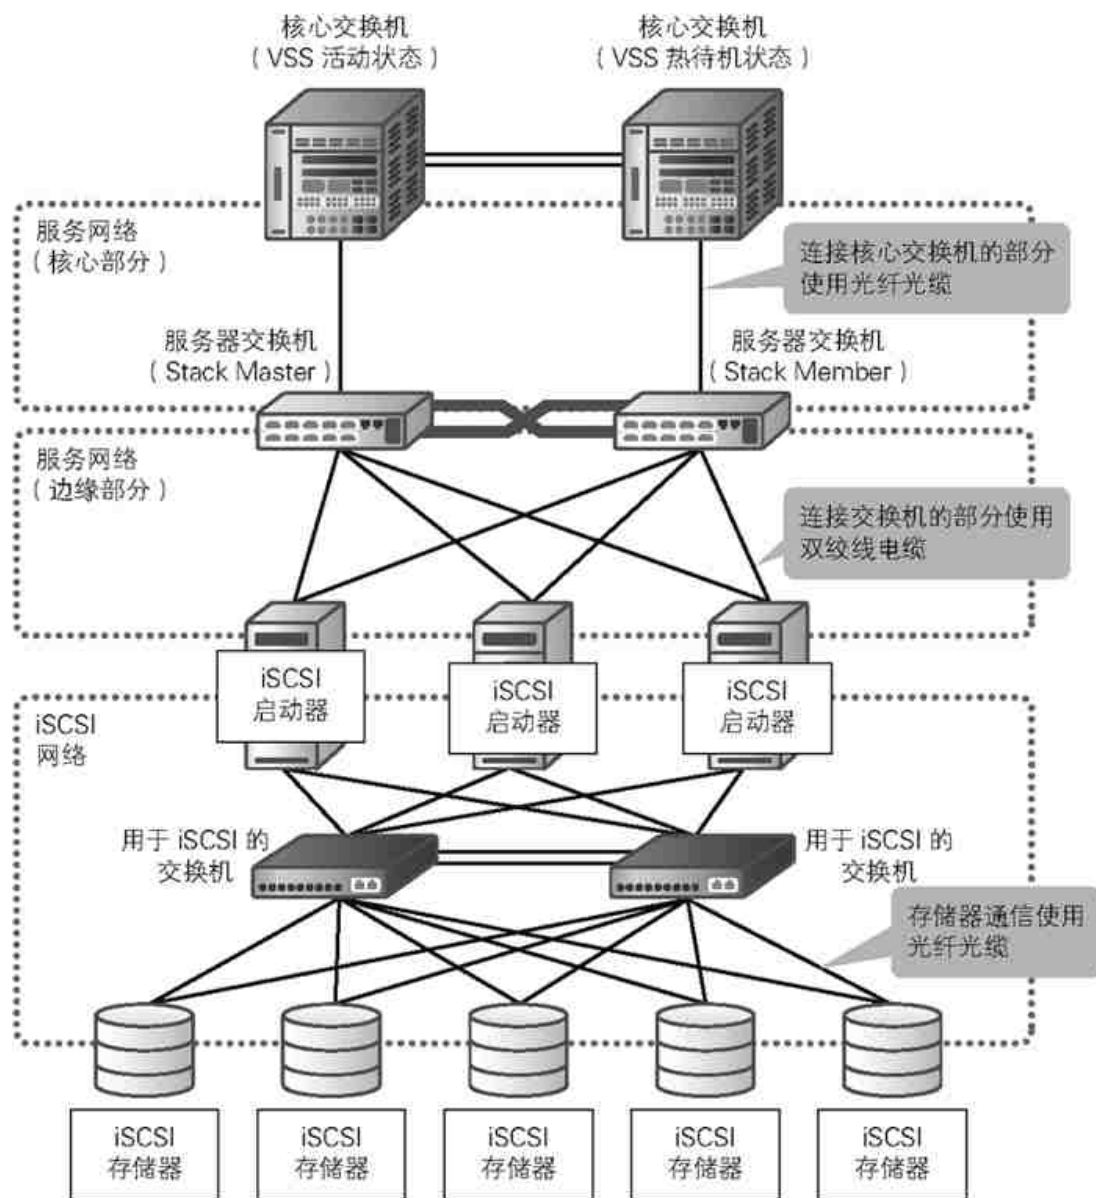 核心交换机
（VSS 活动状态）
核心交换机
（VSS 热待机状态）
服务网络
（核心部分）
连接核心交换机的部分
使用光纤光缆
服务器交换机
（Stack Master）
服务器交换机
（Stack Member）
服务网络
（边缘部分）
连接交换机的部分使用
双绞线电缆
iSCSI
启动器
iSCSI
启动器
iSCSI
启动器
iSCSI
网络
用于 iSCSI 的
交换机
用于 iSCSI 的
交换机
存储器通信使用
光纤光缆
iSCSI
存储器
iSCSI
存储器
iSCSI
存储器
iSCSI
存储器
iSCSI
存储器